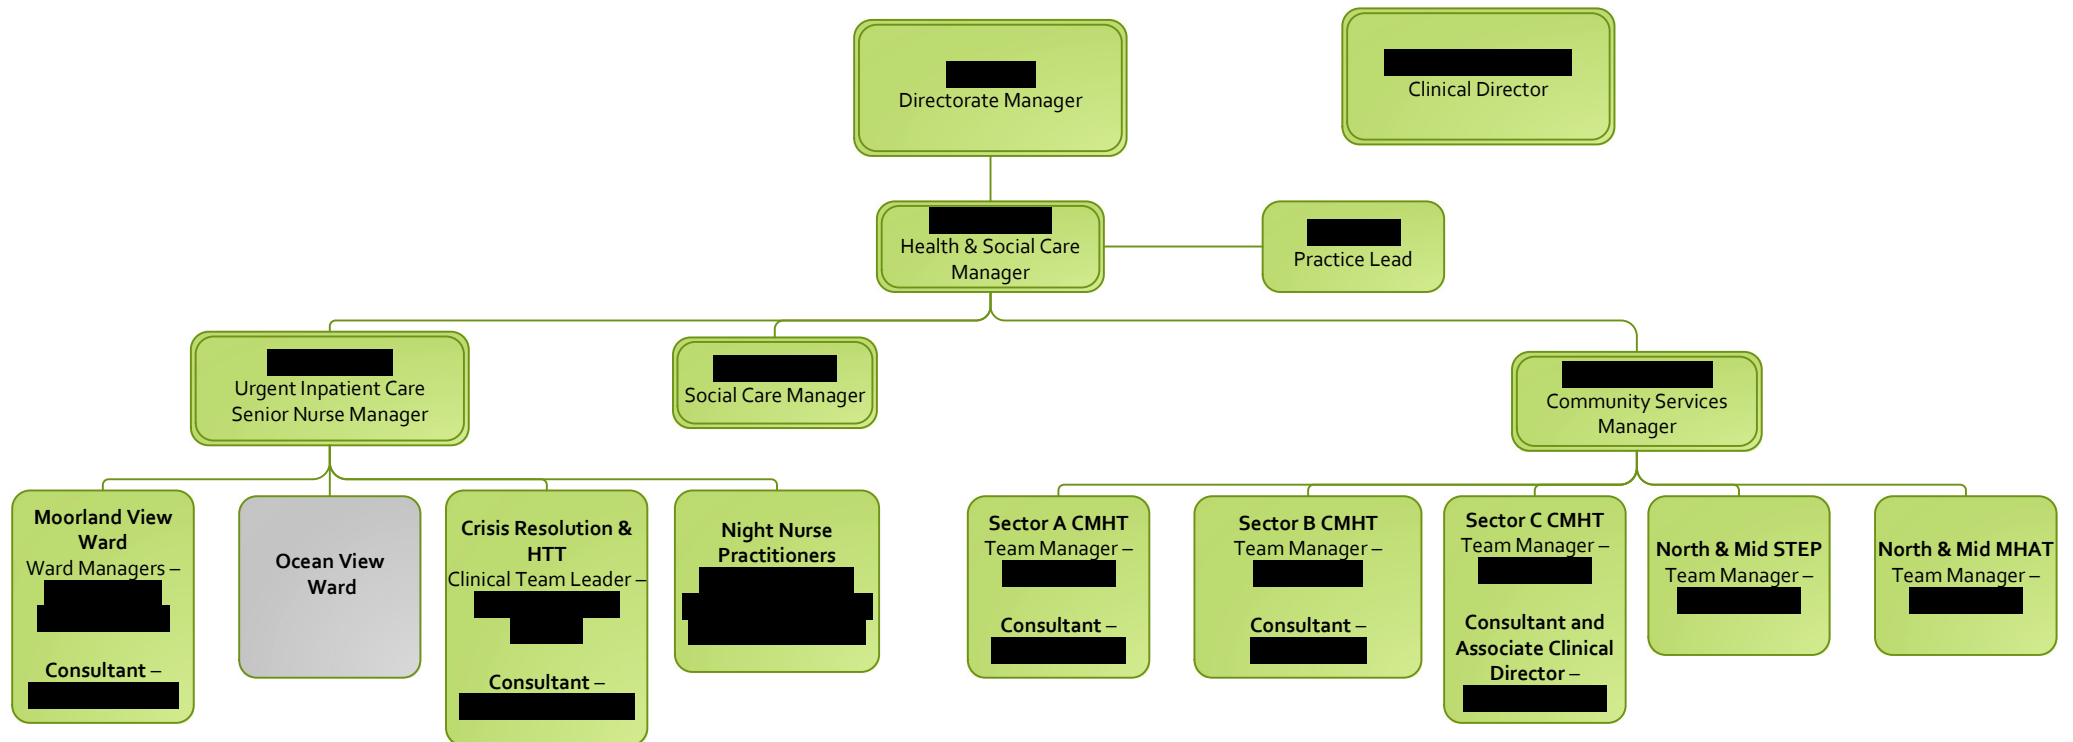 Directorate Manager
Clinical Director
Health & Social Care
Manager
Practice Lead
Urgent Inpatient Care
Senior Nurse Manager
Social Care Manager
Community Services
Manager
Moorland View
Ward
Ward Managers –
Consultant –
Ocean View
Ward
Crisis Resolution &
HTT
Clinical Team Leader –
Consultant –
Night Nurse
Practitioners
Sector A CMHT
Team Manager –
Consultant –
Sector B CMHT
Team Manager –
Consultant –
Sector C CMHT
Team Manager –
Consultant and
Associate Clinical
Director –
North & Mid STEP
Team Manager –
North & Mid MHAT
Team Manager –